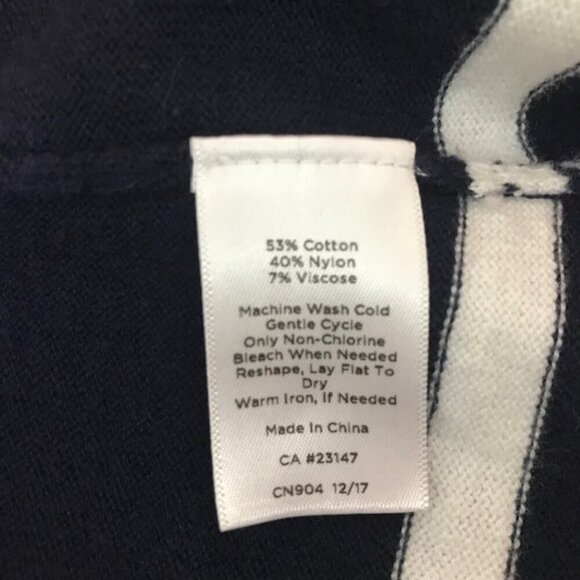 53% Cotton
40% Nylon
7% Viscose
Machine Wash Cold
Gentle Cycle
Only Non-Chlorine
Bleach When Needed
Reshape, Lay Flat To
Dry
Warm Iron, If Needed
Made In China
CA #23147
CN904 12/17